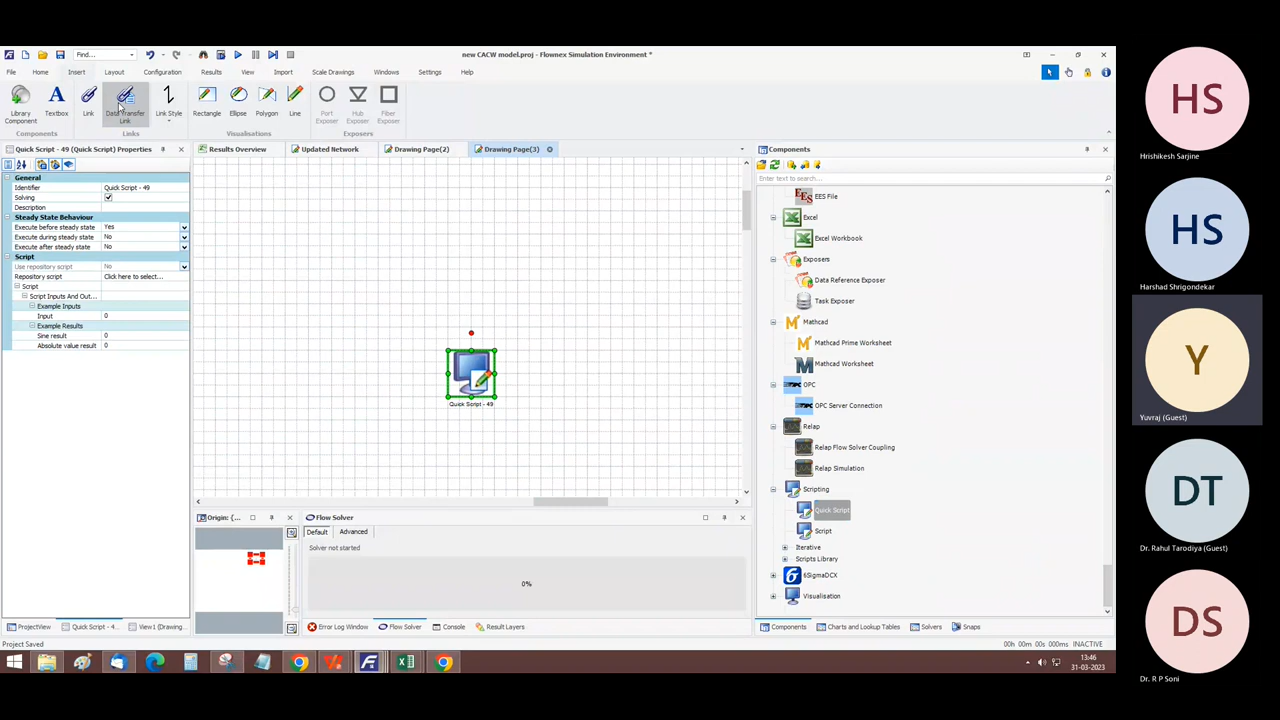 Find...
new CACW model.proj - Flownex Simulation Environment *
File Home Insert Layout Configuration Results View Import Scale Drawings Windows Settings Help
Library Component
Textbox
Link
Data Transfer Link
Link Style
Rectangle
Ellipse
Polygon
Line
Port Exposer
Hub Exposer
Fiber Exposer
Components Links Visualisations Exposers
Quick Script - 49 (Quick Script) Properties
General
Identifier Quick Script - 49
Solving
Description
Steady State Behaviour
Execute before steady state Yes
Execute during steady state No
Execute after steady state No
Script
Use repository script No
Repository script Click here to select...
Script
Script Inputs And Out...
Example Inputs
Input 0
Example Results
Sine result 0
Absolute value result 0
Results Overview Updated Network Drawing Page(2) Drawing Page(3)
Quick Script - 49
Components
Enter text to search...
EES
EES File
Excel
Excel Workbook
Exposers
Data Reference Exposer
Task Exposer
Mathcad
Mathcad Prime Worksheet
Mathcad Worksheet
OPC
OPC Server Connection
Relap
Relap Flow Solver Coupling
Relap Simulation
Scripting
Quick Script
Script
Iterative
Scripts Library
6SigmaDCX
Visualisation
Origin: {...
Flow Solver
Default Advanced
Solver not started
0%
ProjectView Quick Script - 4... View1 (Drawing...
Error Log Window Flow Solver Console Result Layers
Components Charts and Lookup Tables Solvers Snaps
Project Saved
00h 00m 00s 000ms INACTIVE
13:46
31-03-2023
HS
Hrishikesh Sarjine
HS
Harshad Shrigondekar
Y
Yuvraj (Guest)
DT
Dr. Rahul Tarodiya (Guest)
DS
Dr. R P Soni